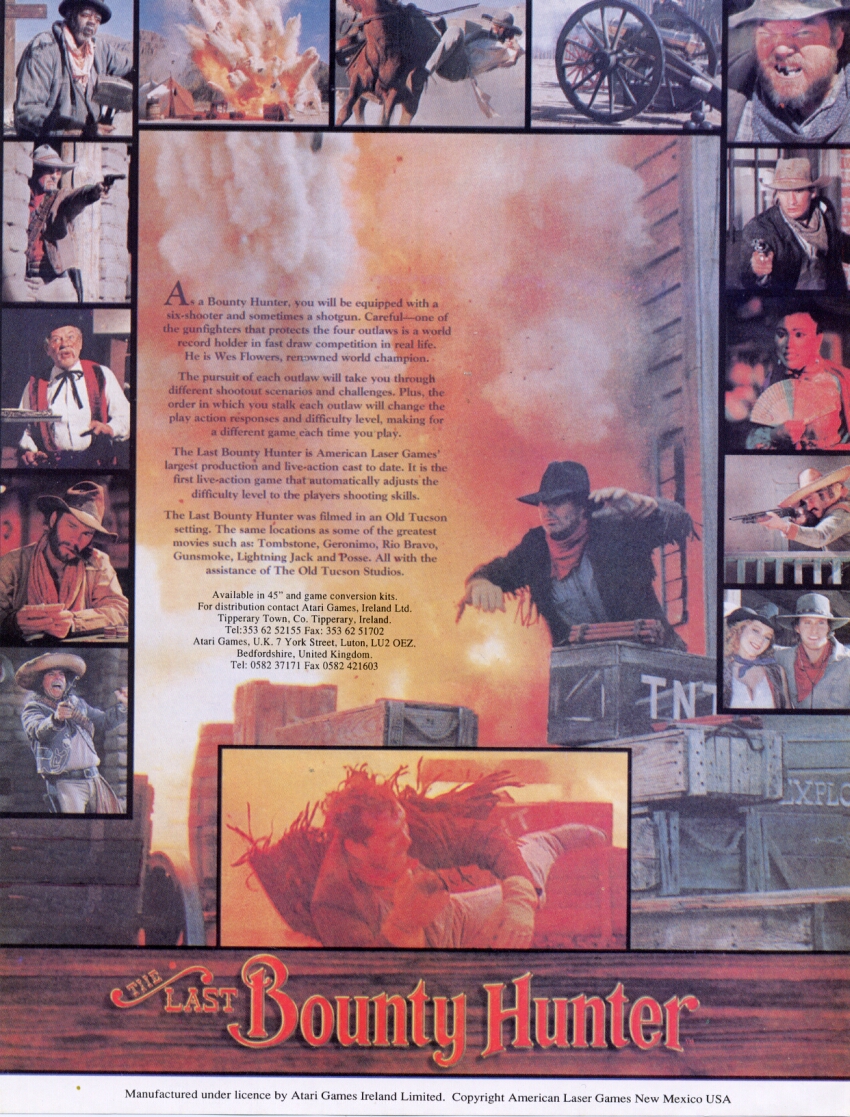 As a Bounty Hunter, you will be equipped with a
six-shooter and sometimes a shotgun. Careful—one of
the gunfighters that protects the four outlaws is a world
record holder in fast draw competition in real life.
He is Wes Flowers, renowned world champion.
The pursuit of each outlaw will take you through
different shootout scenarios and challenges. Plus, the
order in which you stalk each outlaw will change the
play action responses and difficulty level, making for
a different game each time you play.
The Last Bounty Hunter is American Laser Games'
largest production and live-action cast to date. It is the
first live-action game that automatically adjusts the
difficulty level to the players shooting skills.
The Last Bounty Hunter was filmed in an Old Tucson
setting. The same locations as some of the greatest
movies such as: Tombstone, Geronimo, Rio Bravo,
Gunsmoke, Lightning Jack and Posse. All with the
assistance of The Old Tucson Studios.
Available in 45" and game conversion kits.
For distribution contact Atari Games, Ireland Ltd.
Tipperary Town, Co. Tipperary, Ireland.
Tel:353 62 52155 Fax: 353 62 51702
Atari Games, U.K. 7 York Street, Luton, LU2 OEZ.
Bedfordshire, United Kingdom.
Tel: 0582 37171 Fax 0582 421603
TNT
EXPLO
THE LAST Bounty Hunter
Manufactured under licence by Atari Games Ireland Limited. Copyright American Laser Games New Mexico USA